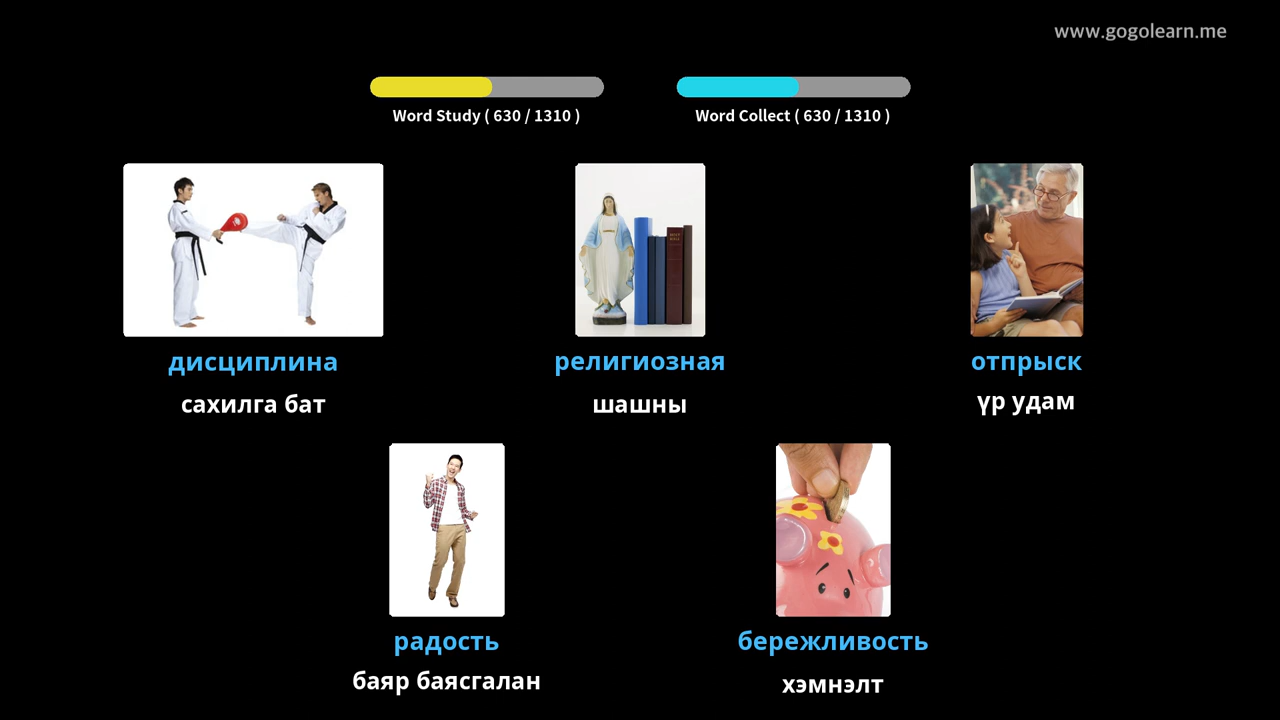 www.gogolearn.me
Word Study ( 630 / 1310 )
Word Collect ( 630 / 1310 )
дисциплина
религиозная
отпрыск
сахилга бат
шашны
үр удам
радость
бережливость
баяр баясгалан
хэмнэлт